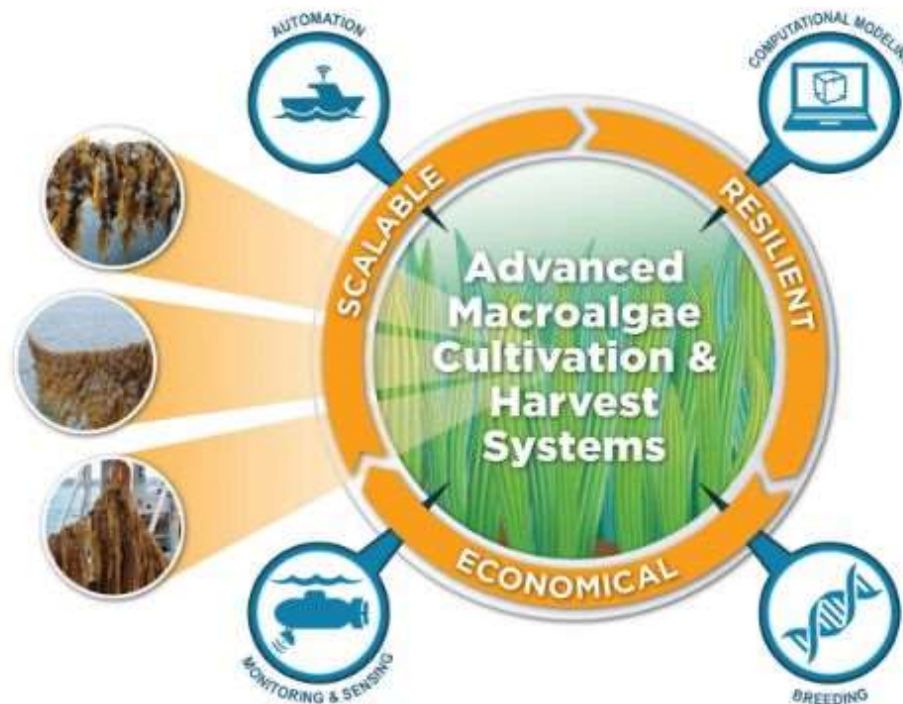 AUTOMATION
COMPUTATIONAL MODELING
SCALABLE
RESILIENT
Advanced
Macroalgae
Cultivation &
Harvest
Systems
ECONOMICAL
MONITORING & SENSING
BREEDING